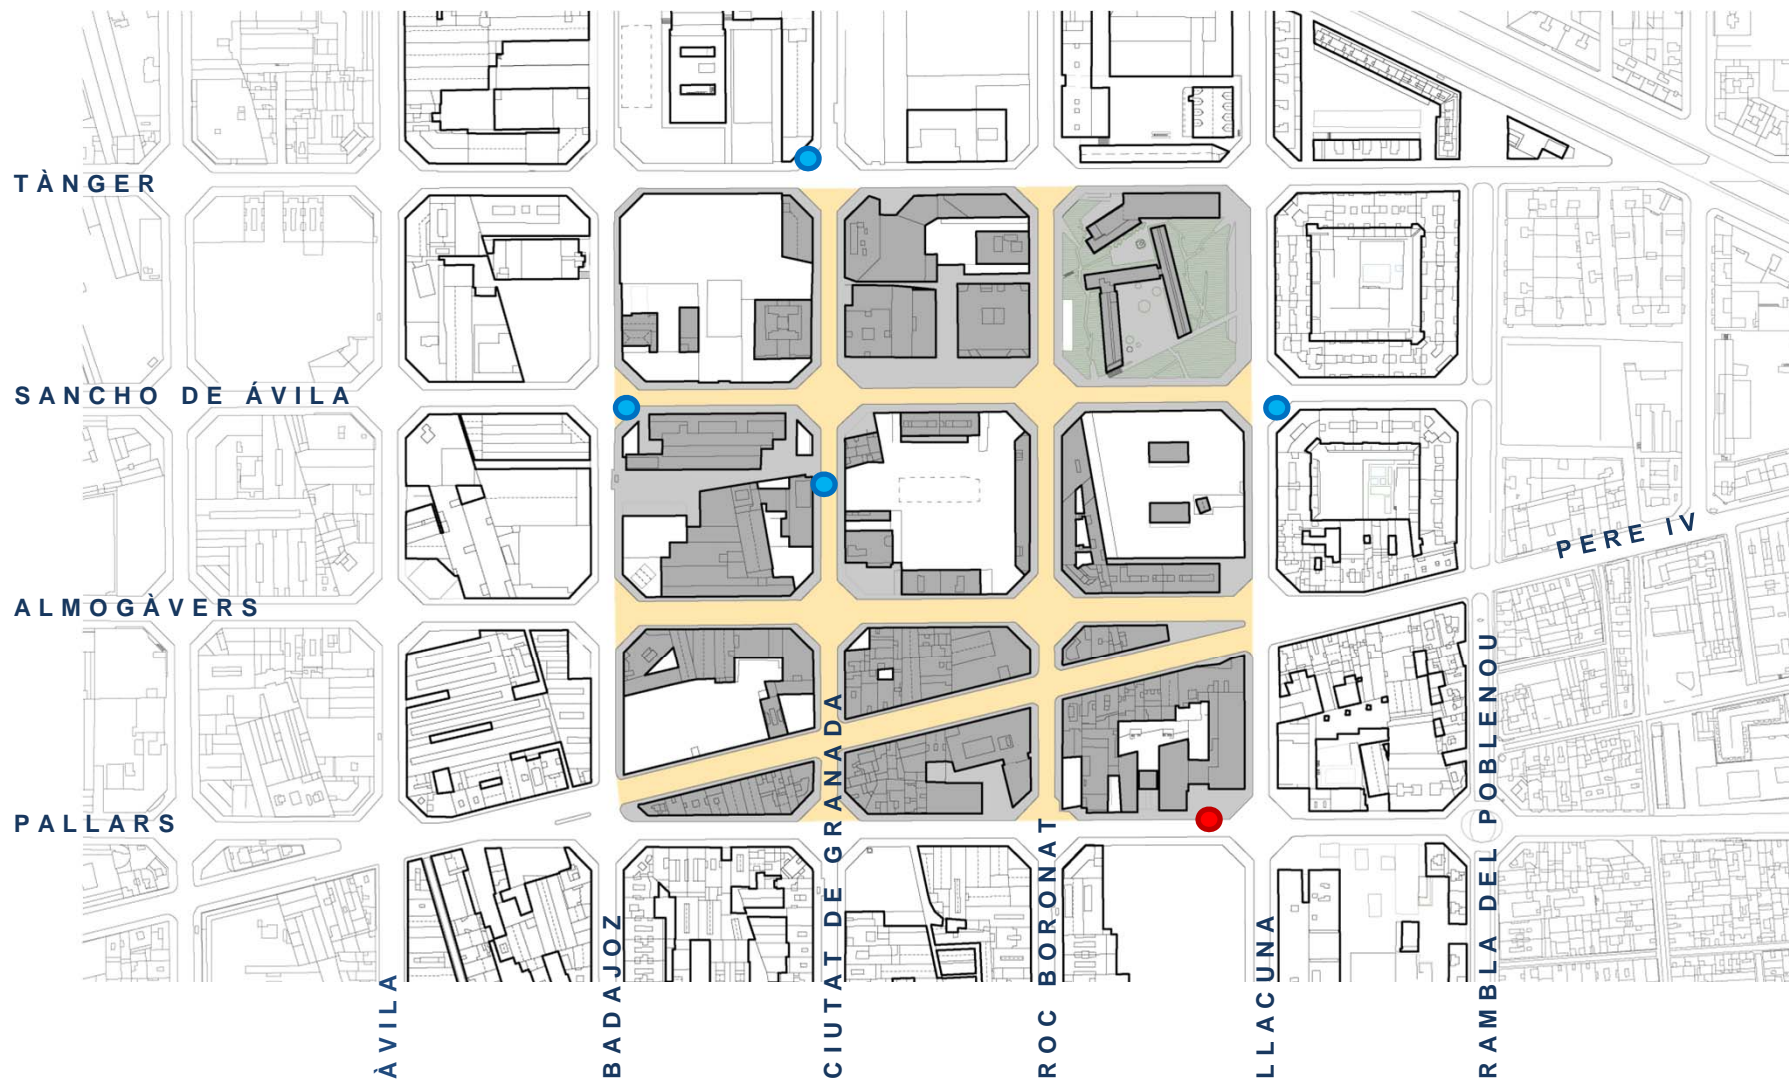 TÀNGER
SANCHO DE ÁVILA
PERE IV
ALMOGÀVERS
PALLARS
ÀVILA
BADAJOZ
CIUTAT DE GRANADA
ROC BORONAT
LLACUNA
RAMBLA DEL POBLENOU